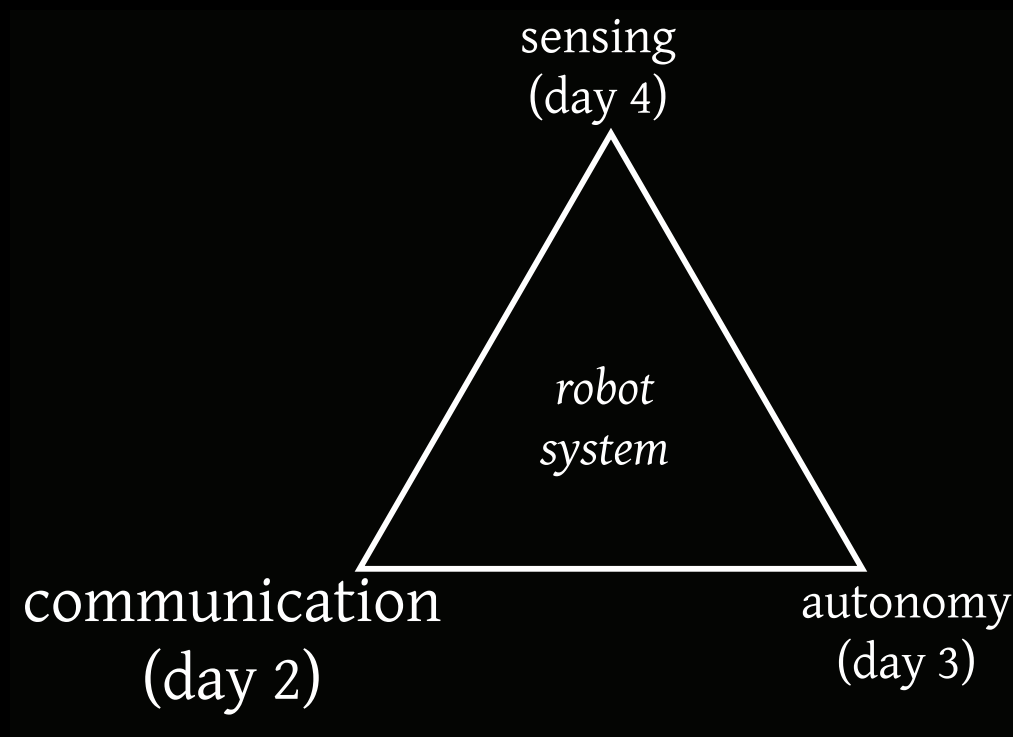 sensing
(day 4)
robot
system
communication
(day 2)
autonomy
(day 3)